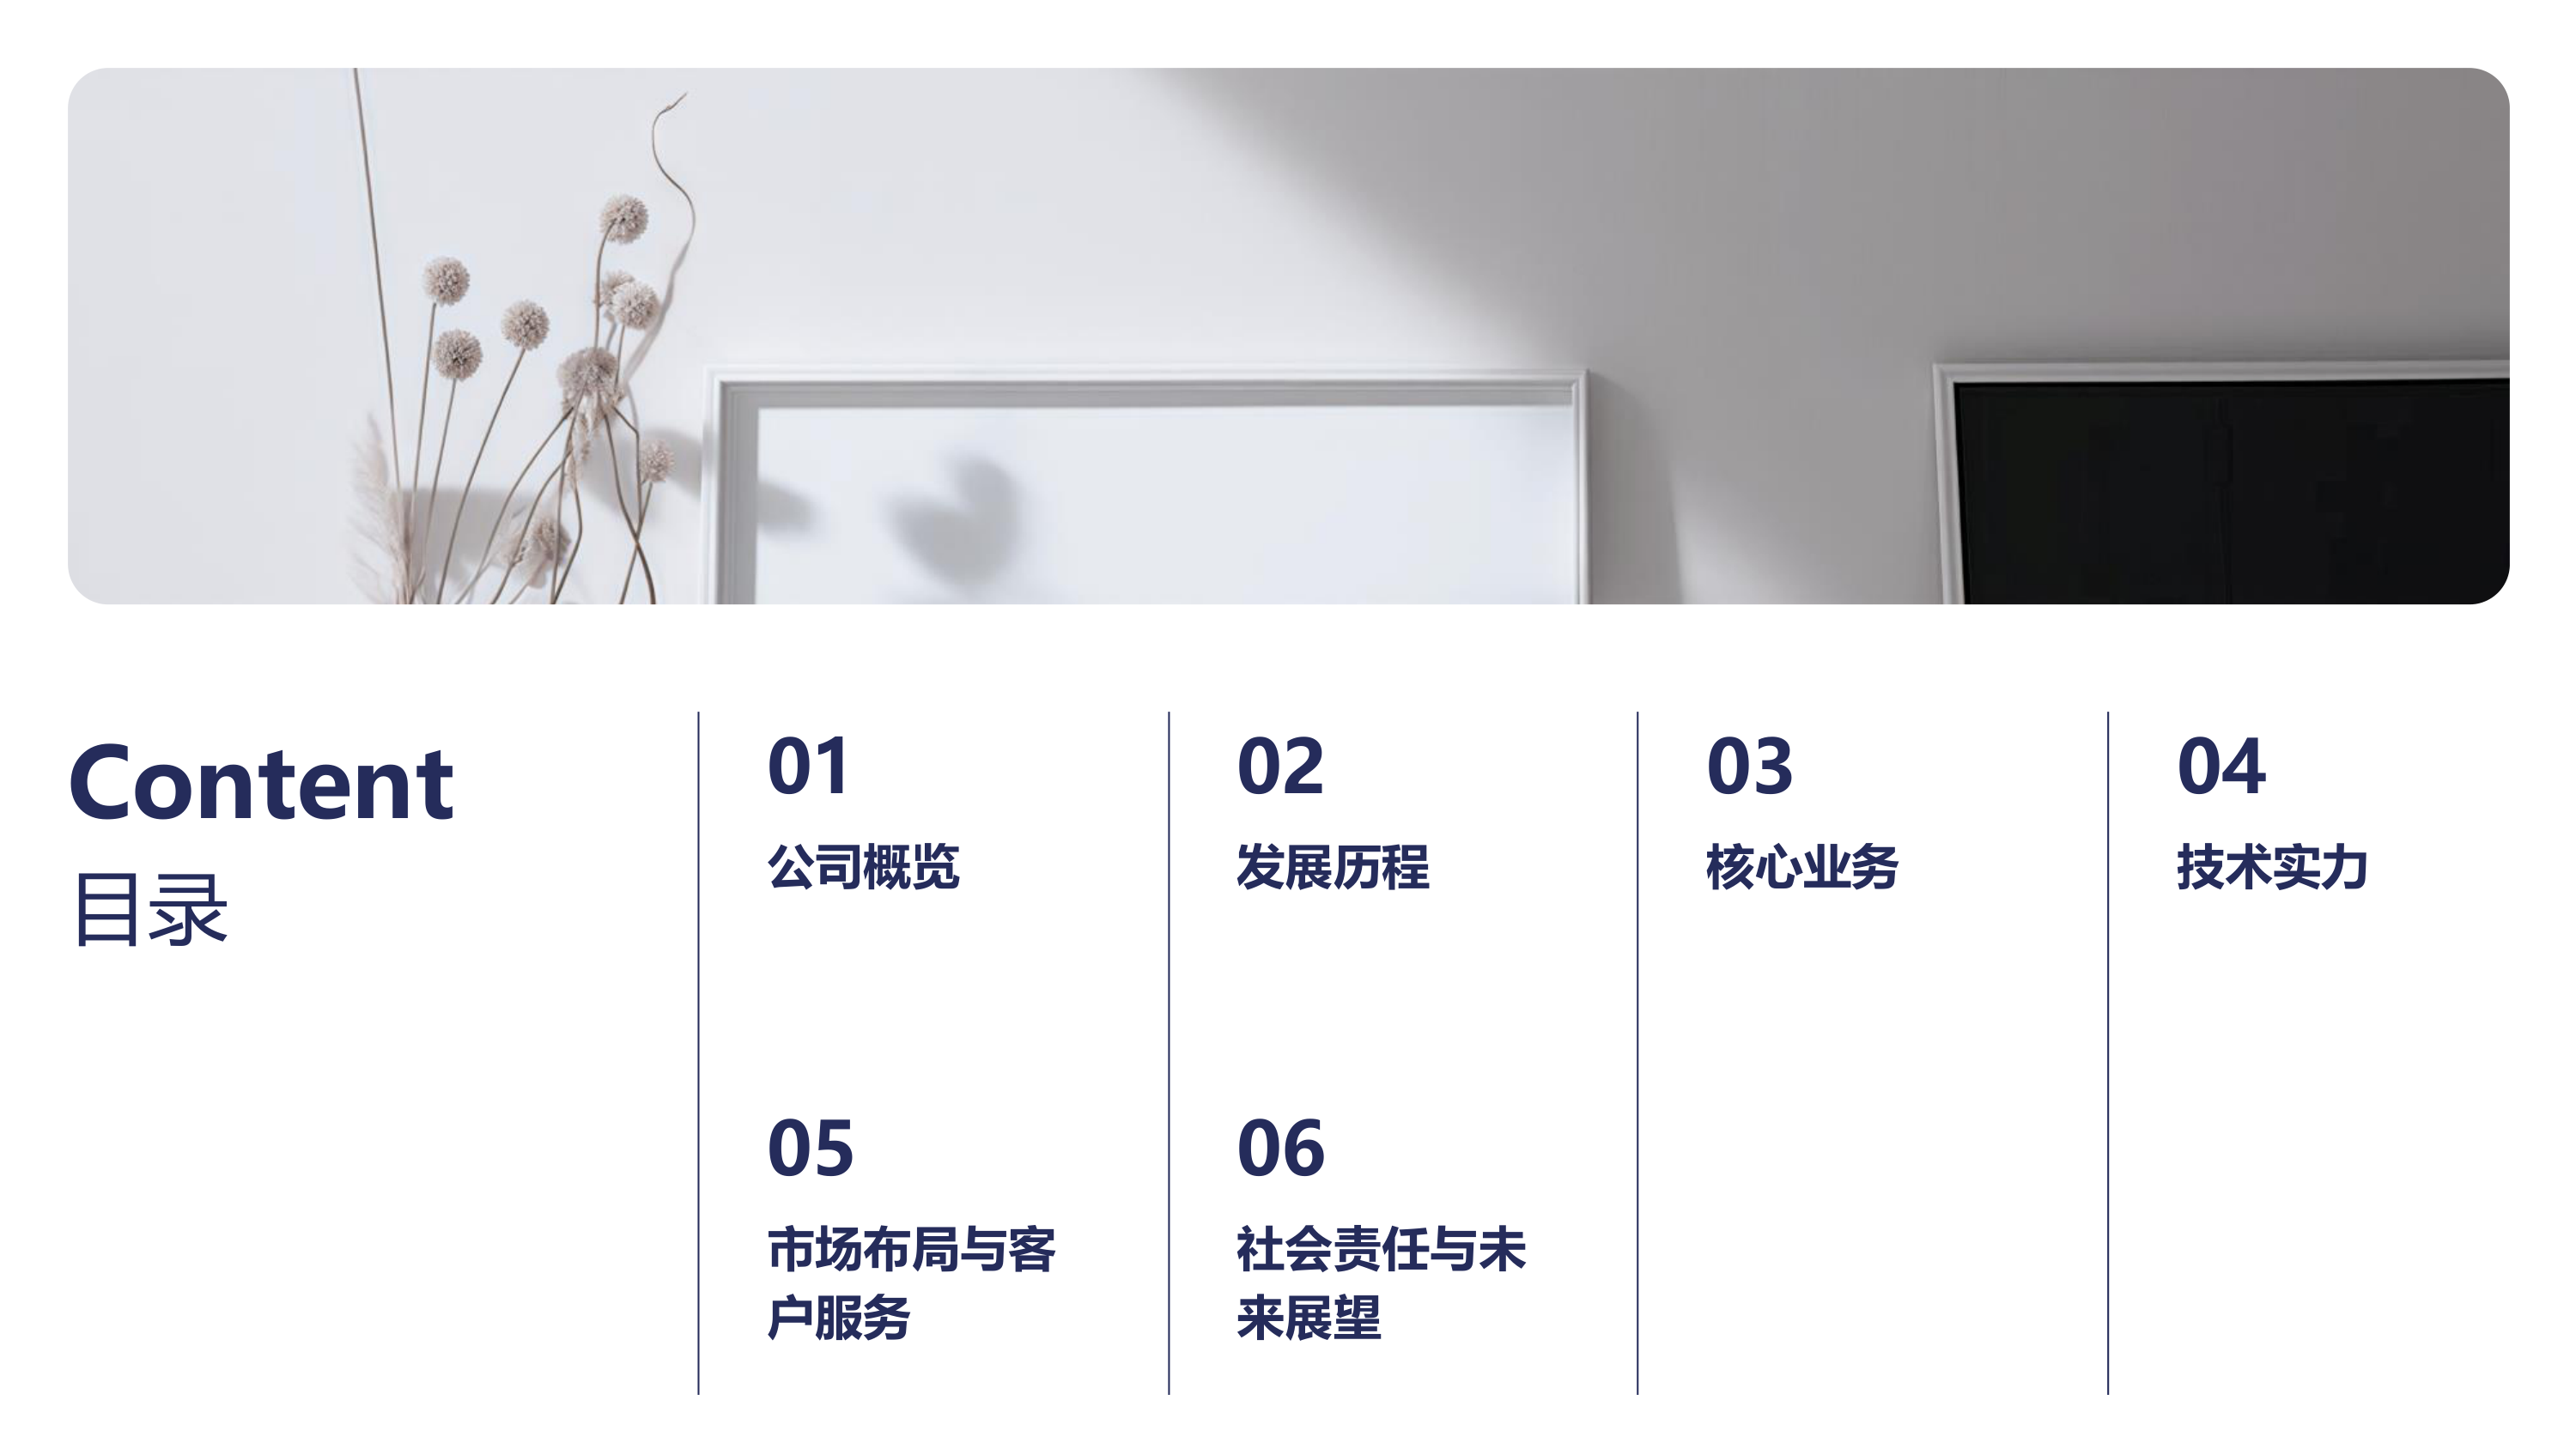 Content
目录
01
公司概览
02
发展历程
03
核心业务
04
技术实力
05
市场布局与客
户服务
06
社会责任与未
来展望